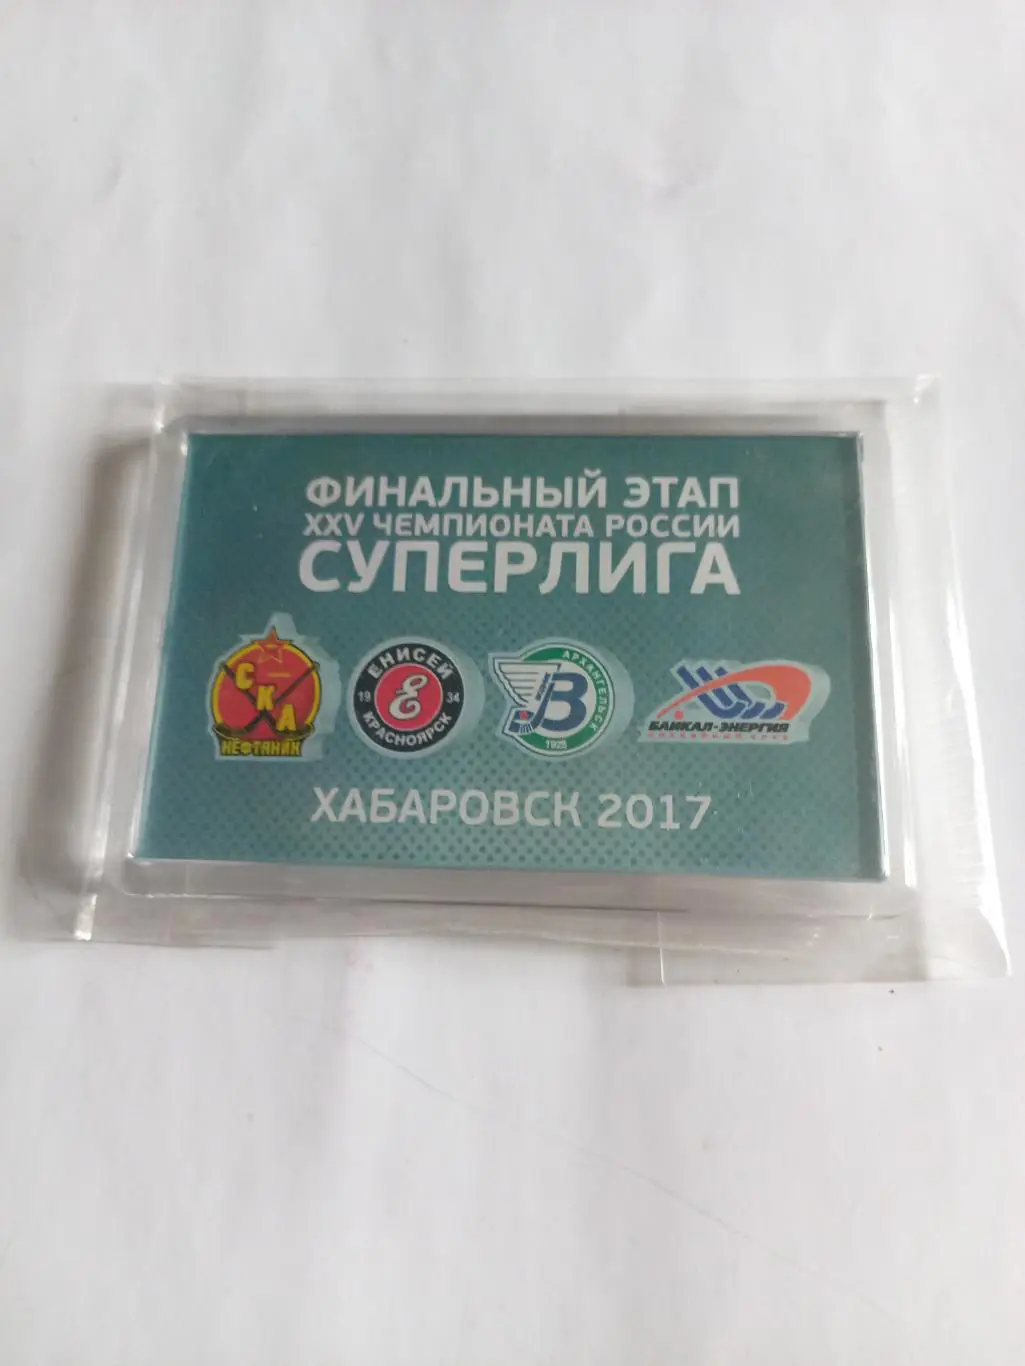 ФИНАЛЬНЫЙ ЭТАП
XXV ЧЕМПИОНАТА РОССИИ
СУПЕРЛИГА
СКА
НЕФТЯНИК
ЕНИСЕЙ
19 Е 34
КРАСНОЯРСК
АРХАНГЕЛЬСК
В
1925
БАЙКАЛ-ЭНЕРГИЯ
ХАБАРОВСК 2017